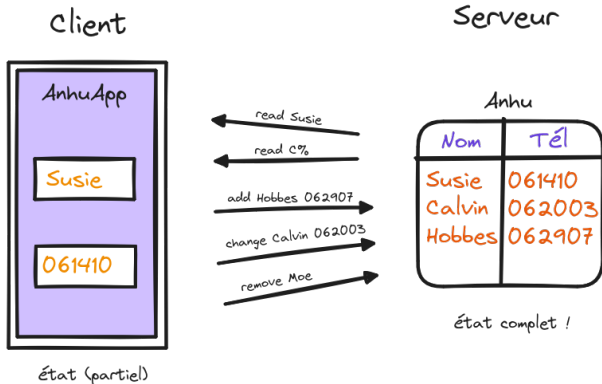 Client
AnhuApp
Susie
061410
état (partiel)
read Susie
read C%
add Hobbes 062907
change Calvin 062003
remove Moe
Serveur
Anhu
Nom Tél
Susie 061410
Calvin 062003
Hobbes 062907
état complet !